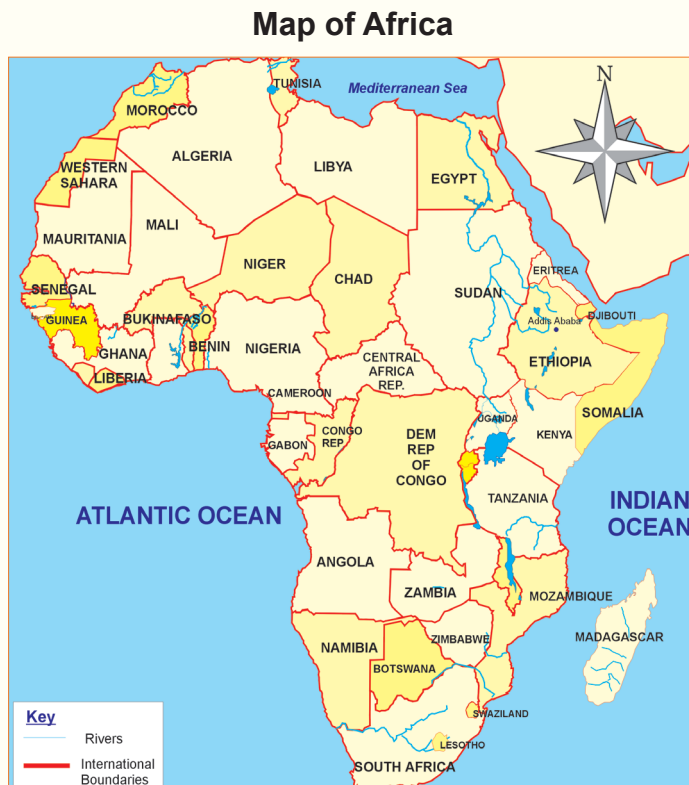 Map of Africa
Mediterranean Sea
N
TUNISIA
MOROCCO
ALGERIA
LIBYA
EGYPT
WESTERN
SAHARA
MAURITANIA
MALI
NIGER
CHAD
SUDAN
ERITREA
SENEGAL
GUINEA
BUKINAFASO
DJIBOUTI
Addis Ababa
GHANA
BENIN
NIGERIA
CENTRAL
AFRICA
REP.
ETHIOPIA
LIBERIA
CAMEROON
SOMALIA
UGANDA
KENYA
GABON
CONGO
REP
DEM
REP
OF
CONGO
TANZANIA
ATLANTIC OCEAN
INDIAN
OCEAN
ANGOLA
ZAMBIA
MOZAMBIQUE
MADAGASCAR
ZIMBABWE
NAMIBIA
BOTSWANA
SWAZILAND
LESOTHO
SOUTH AFRICA
Key
Rivers
International
Boundaries